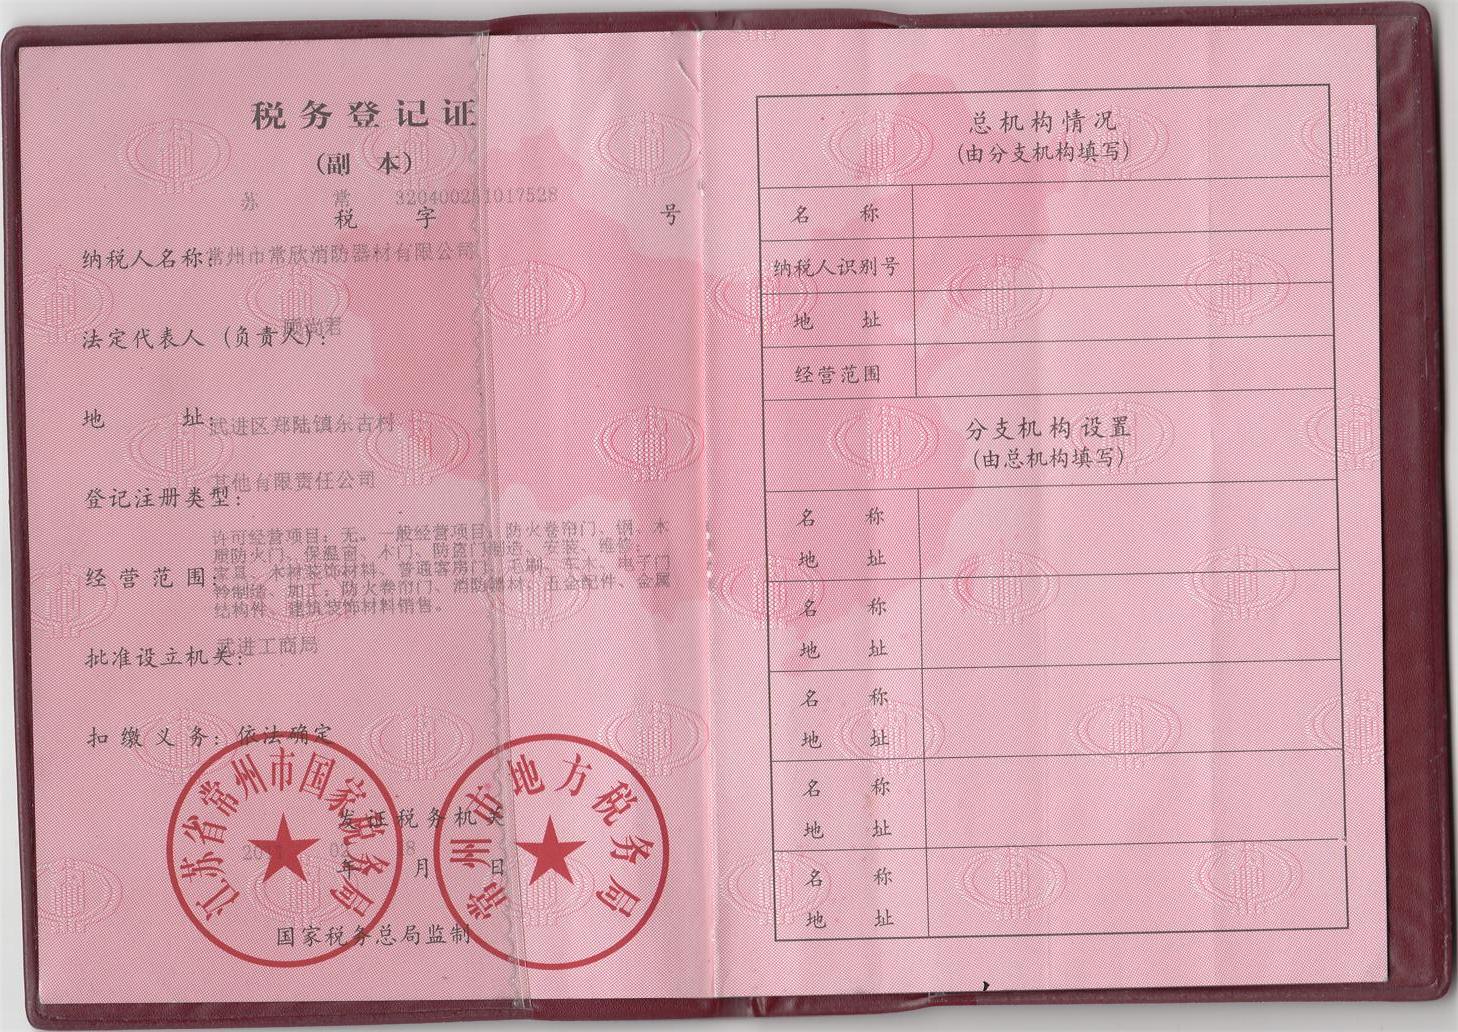 税务登记证
(副 本)
苏 常 320400251017528
税 字 号
纳税人名称:常州市常欣消防器材有限公司
法定代表人(负责人):顾尚君
地 址:武进区郑陆镇东古村
登记注册类型:其他有限责任公司
经营范围:许可经营项目:无。一般经营项目:防火卷帘门、钢、木
质防火门、保温窗、木门、防盗门制造、安装、维修;
家具、木材装饰材料、普通客房门、毛刷、车木、电子门
铃制造、加工;防火卷帘门、消防器材、五金配件、金属
结构件、建筑装饰材料销售。
批准设立机关:武进工商局
扣缴义务:依法确定
江苏省常州市国家税务局
常州市地方税务局
发证税务机关
年 月 8 日
国家税务总局监制
总机构情况
(由分支机构填写)
名 称
纳税人识别号
地 址
经营范围
分支机构设置
(由总机构填写)
名 称
地 址
名 称
地 址
名 称
地 址
名 称
地 址
名 称
地 址